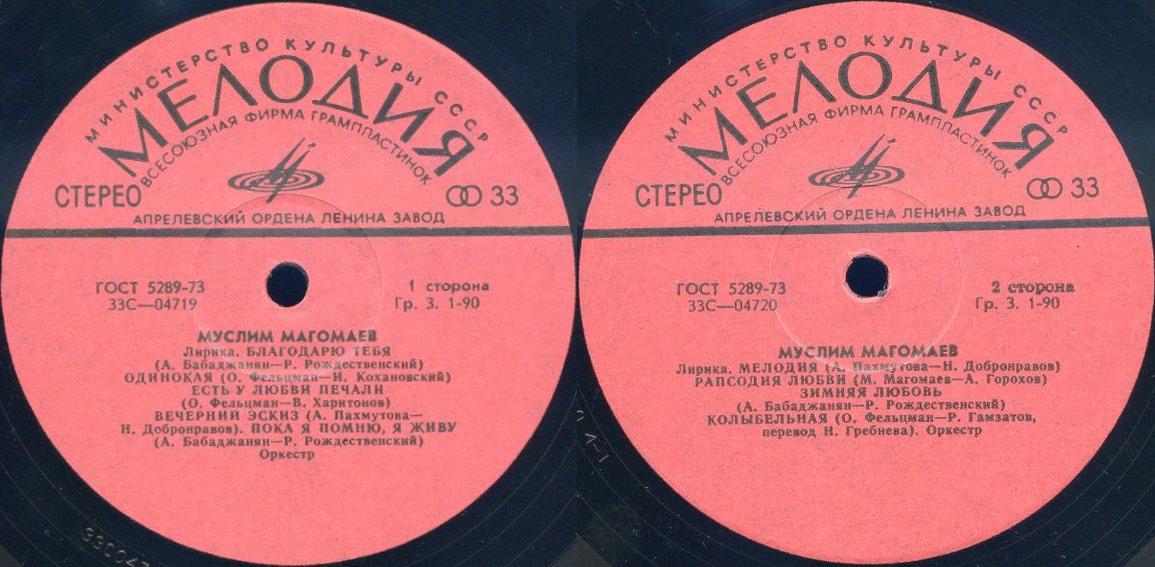 МИНИСТЕРСТВО КУЛЬТУРЫ СССР
МЕЛОДИЯ
ВСЕСОЮЗНАЯ ФИРМА ГРАМПЛАСТИНОК
СТЕРЕО 33
АПРЕЛЕВСКИЙ ОРДЕНА ЛЕНИНА ЗАВОД
ГОСТ 5289-73 1 сторона
33С—04719 Гр. 3. 1-90
МУСЛИМ МАГОМАЕВ
Лирика. БЛАГОДАРЮ ТЕБЯ
(А. Бабаджанян—Р. Рождественский)
ОДИНОКАЯ (О. Фельцман—И. Кохановский)
ЕСТЬ У ЛЮБВИ ПЕЧАЛИ
(О. Фельцман—В. Харитонов)
ВЕЧЕРНИЙ ЭСКИЗ (А. Пахмутова—
Н. Добронравов). ПОКА Я ПОМНЮ, Я ЖИВУ
(А. Бабаджанян—Р. Рождественский)
Оркестр
МИНИСТЕРСТВО КУЛЬТУРЫ СССР
МЕЛОДИЯ
ВСЕСОЮЗНАЯ ФИРМА ГРАМПЛАСТИНОК
СТЕРЕО 33
АПРЕЛЕВСКИЙ ОРДЕНА ЛЕНИНА ЗАВОД
ГОСТ 5289-73 2 сторона
33С—04720 Гр. 3. 1-90
МУСЛИМ МАГОМАЕВ
Лирика. МЕЛОДИЯ (А. Пахмутова—Н. Добронравов)
РАПСОДИЯ ЛЮБВИ (М. Магомаев—А. Горохов)
ЗИМНЯЯ ЛЮБОВЬ
(А. Бабаджанян—Р. Рождественский)
КОЛЫБЕЛЬНАЯ (О. Фельцман—Р. Гамзатов,
перевод Н. Гребнева). Оркестр